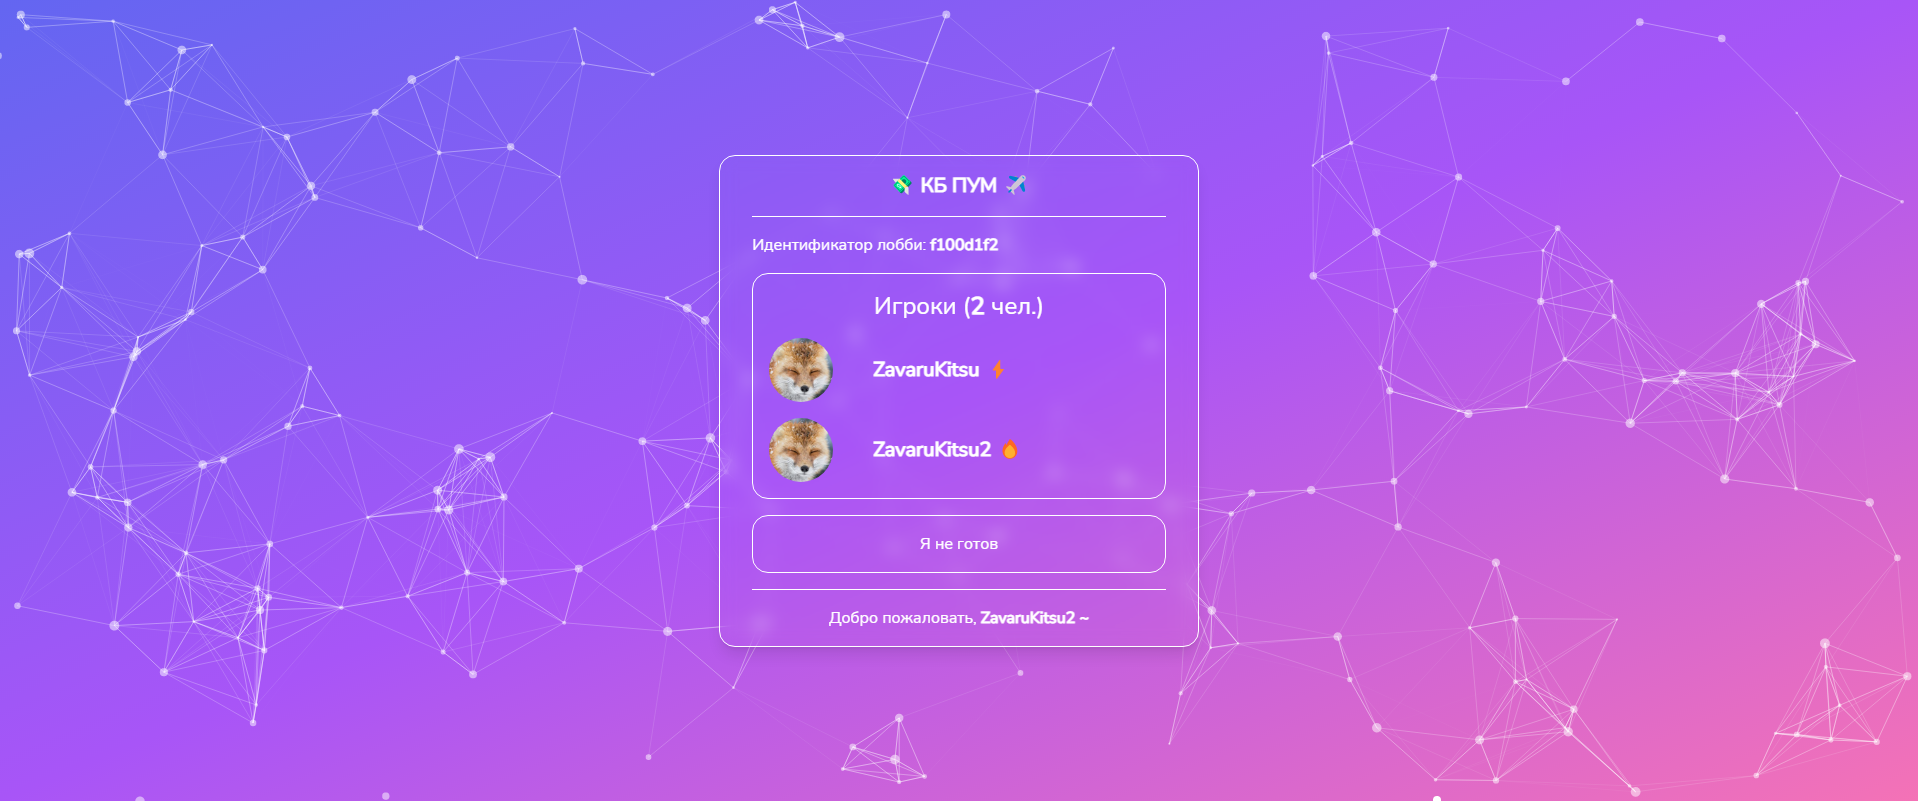 💸 КБ ПУМ ✈️
Идентификатор лобби: f100d1f2
Игроки (2 чел.)
ZavaruKitsu ⚡
ZavaruKitsu2 🔥
Я не готов
Добро пожаловать, ZavaruKitsu2 ~